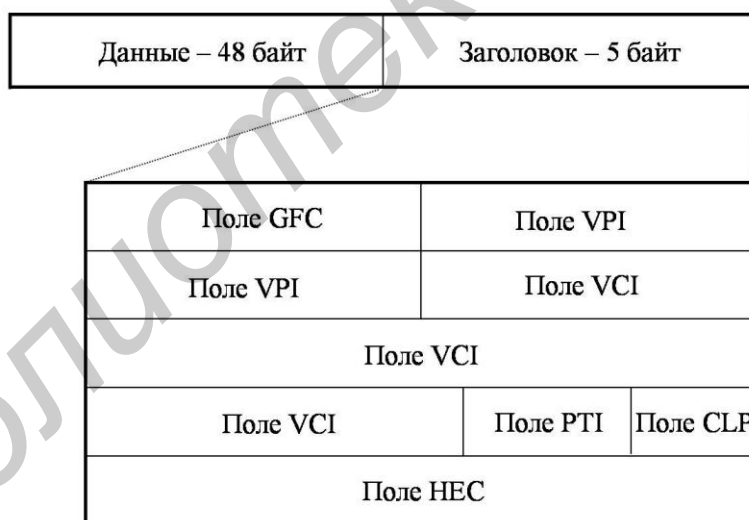 Данные – 48 байт Заголовок – 5 байт
Поле GFC Поле VPI
Поле VPI Поле VCI
Поле VCI
Поле VCI Поле PTI Поле CLP
Поле HEC